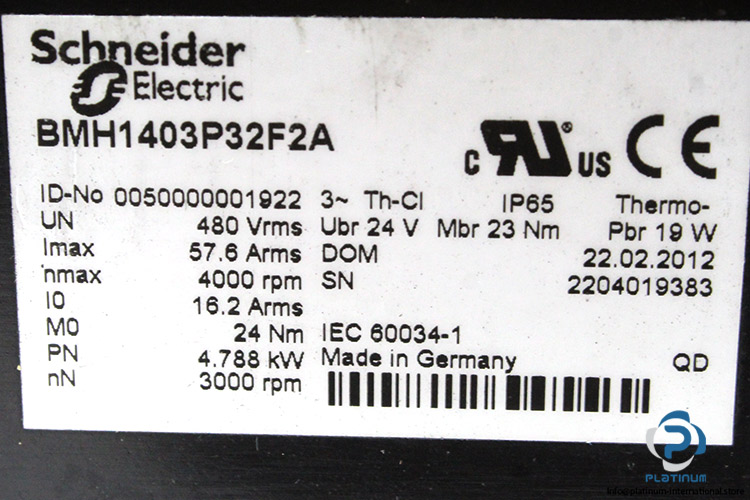 Schneider
Electric
BMH1403P32F2A
c RU ® US CE
ID-No 0050000001922 3~ Th-Cl IP65 Thermo-
UN 480 Vrms Ubr 24 V Mbr 23 Nm Pbr 19 W
Imax 57.6 Arms DOM 22.02.2012
nmax 4000 rpm SN 2204019383
I0 16.2 Arms
M0 24 Nm IEC 60034-1
PN 4.788 kW Made in Germany QD
nN 3000 rpm
P
PLATINUM
info@platinum-international.store